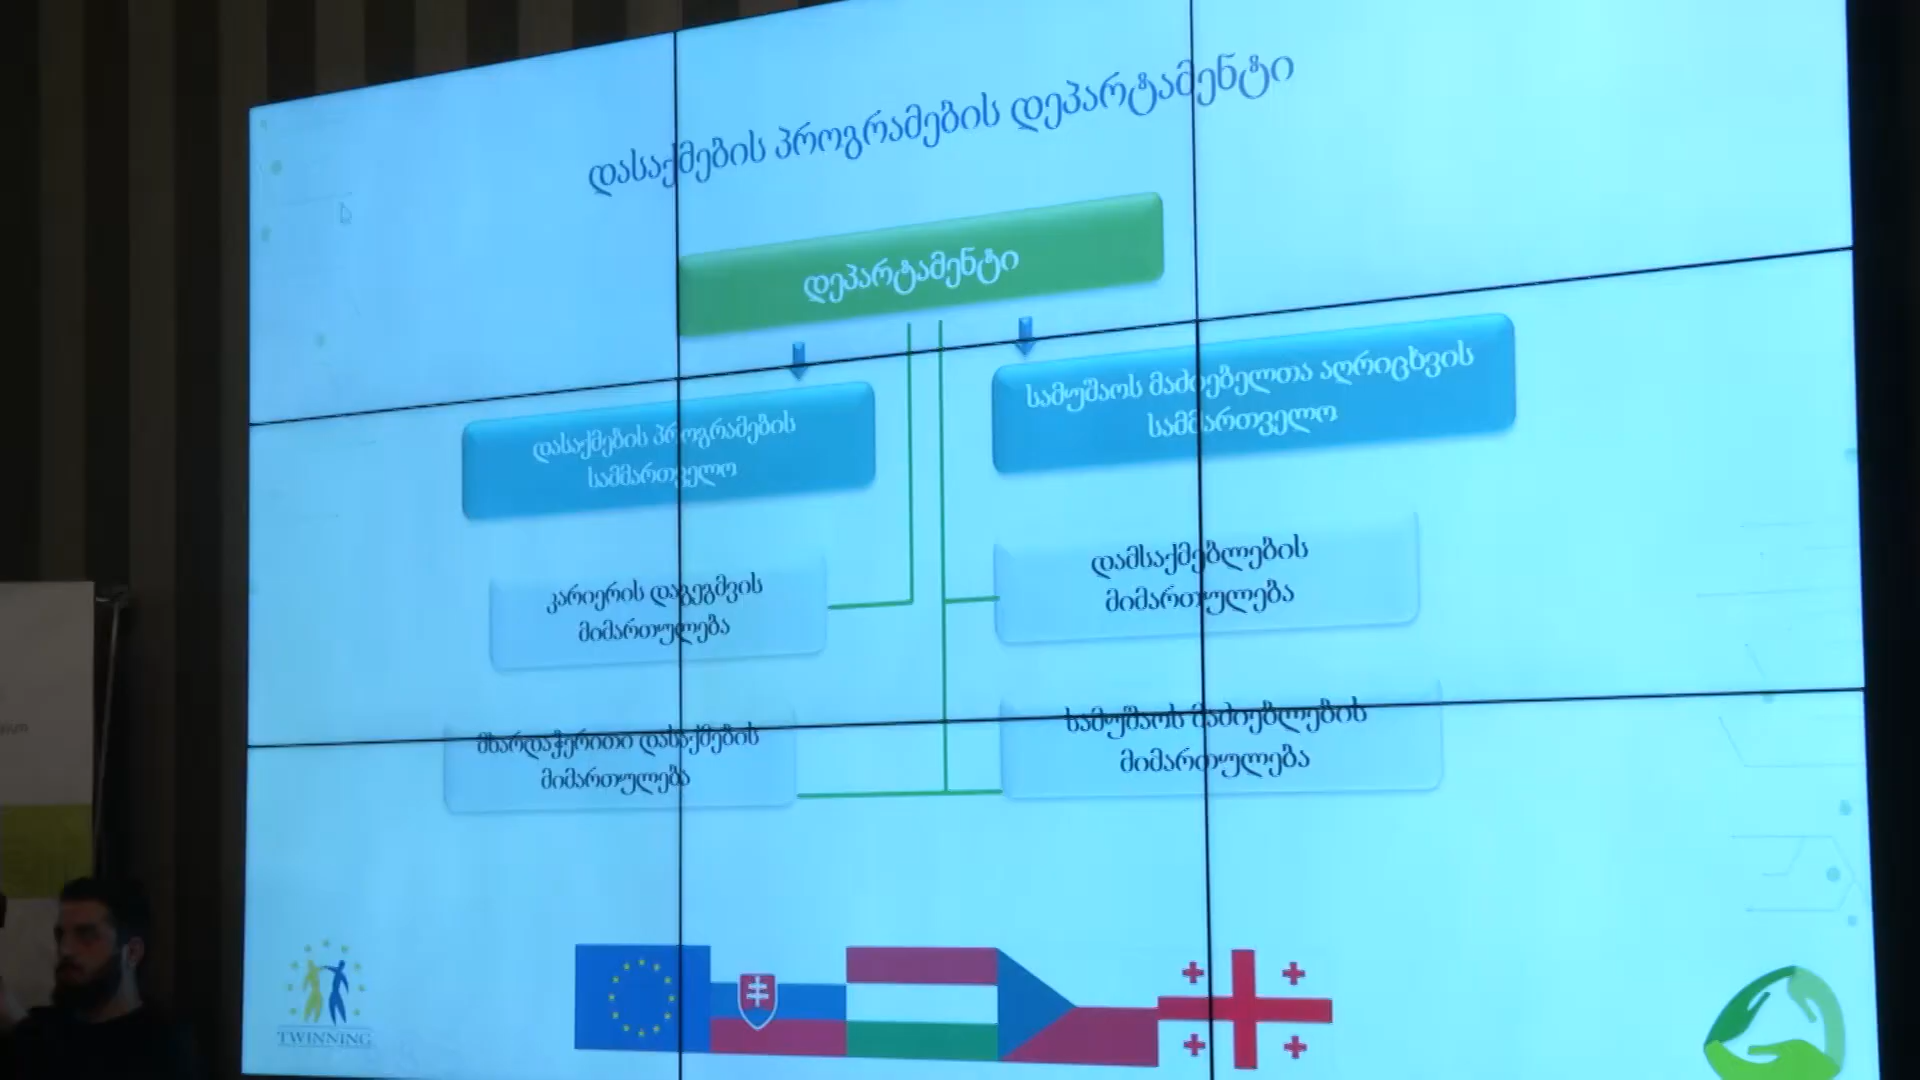 დასაქმების პროგრამების დეპარტამენტი
დეპარტამენტი
დასაქმების პროგრამების
სამმართველო
სამუშაოს მაძიებელთა აღრიცხვის
სამმართველო
კარიერის დაგეგმვის
მიმართულება
დამსაქმებლების
მიმართულება
მხარდაჭერითი დასაქმების
მიმართულება
სამუშაოს მაძიებლების
მიმართულება
TWINNING